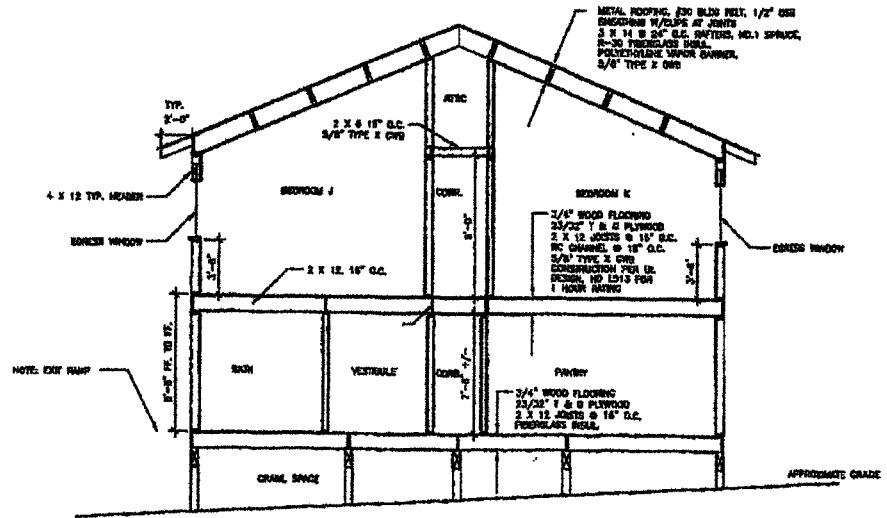 METAL ROOFING, #30 BLDG FELT, 1/2" OSB
SHEATHING W/CLIPS AT JOINTS
3 X 14 @ 24" O.C. RAFTERS, NO.1 SPRUCE,
R-30 FIBERGLASS INSUL.
POLYETHYLENE VAPOR BARRIER,
5/8" TYPE X GWB
TYP.
2'-0"
ATTIC
2 X 6 16" O.C.
5/8" TYPE X GWB
4 X 12 TYP. HEADER
BEDROOM J
CORR.
BEDROOM K
EGRESS WINDOW
3/4" WOOD FLOORING
23/32" T & G PLYWOOD
2 X 12 JOISTS @ 16" O.C.
RC CHANNEL @ 16" O.C.
5/8" TYPE X GWB
CONSTRUCTION PER UL
DESIGN, NO L513 FOR
1 HOUR RATING
EGRESS WINDOW
2 X 12, 16" O.C.
NOTE: EXIT RAMP
BATH
VESTIBULE
CORR.
PANTRY
3/4" WOOD FLOORING
23/32" T & G PLYWOOD
2 X 12 JOISTS @ 16" O.C.
FIBERGLASS INSUL.
CRAWL SPACE
APPROXIMATE GRADE